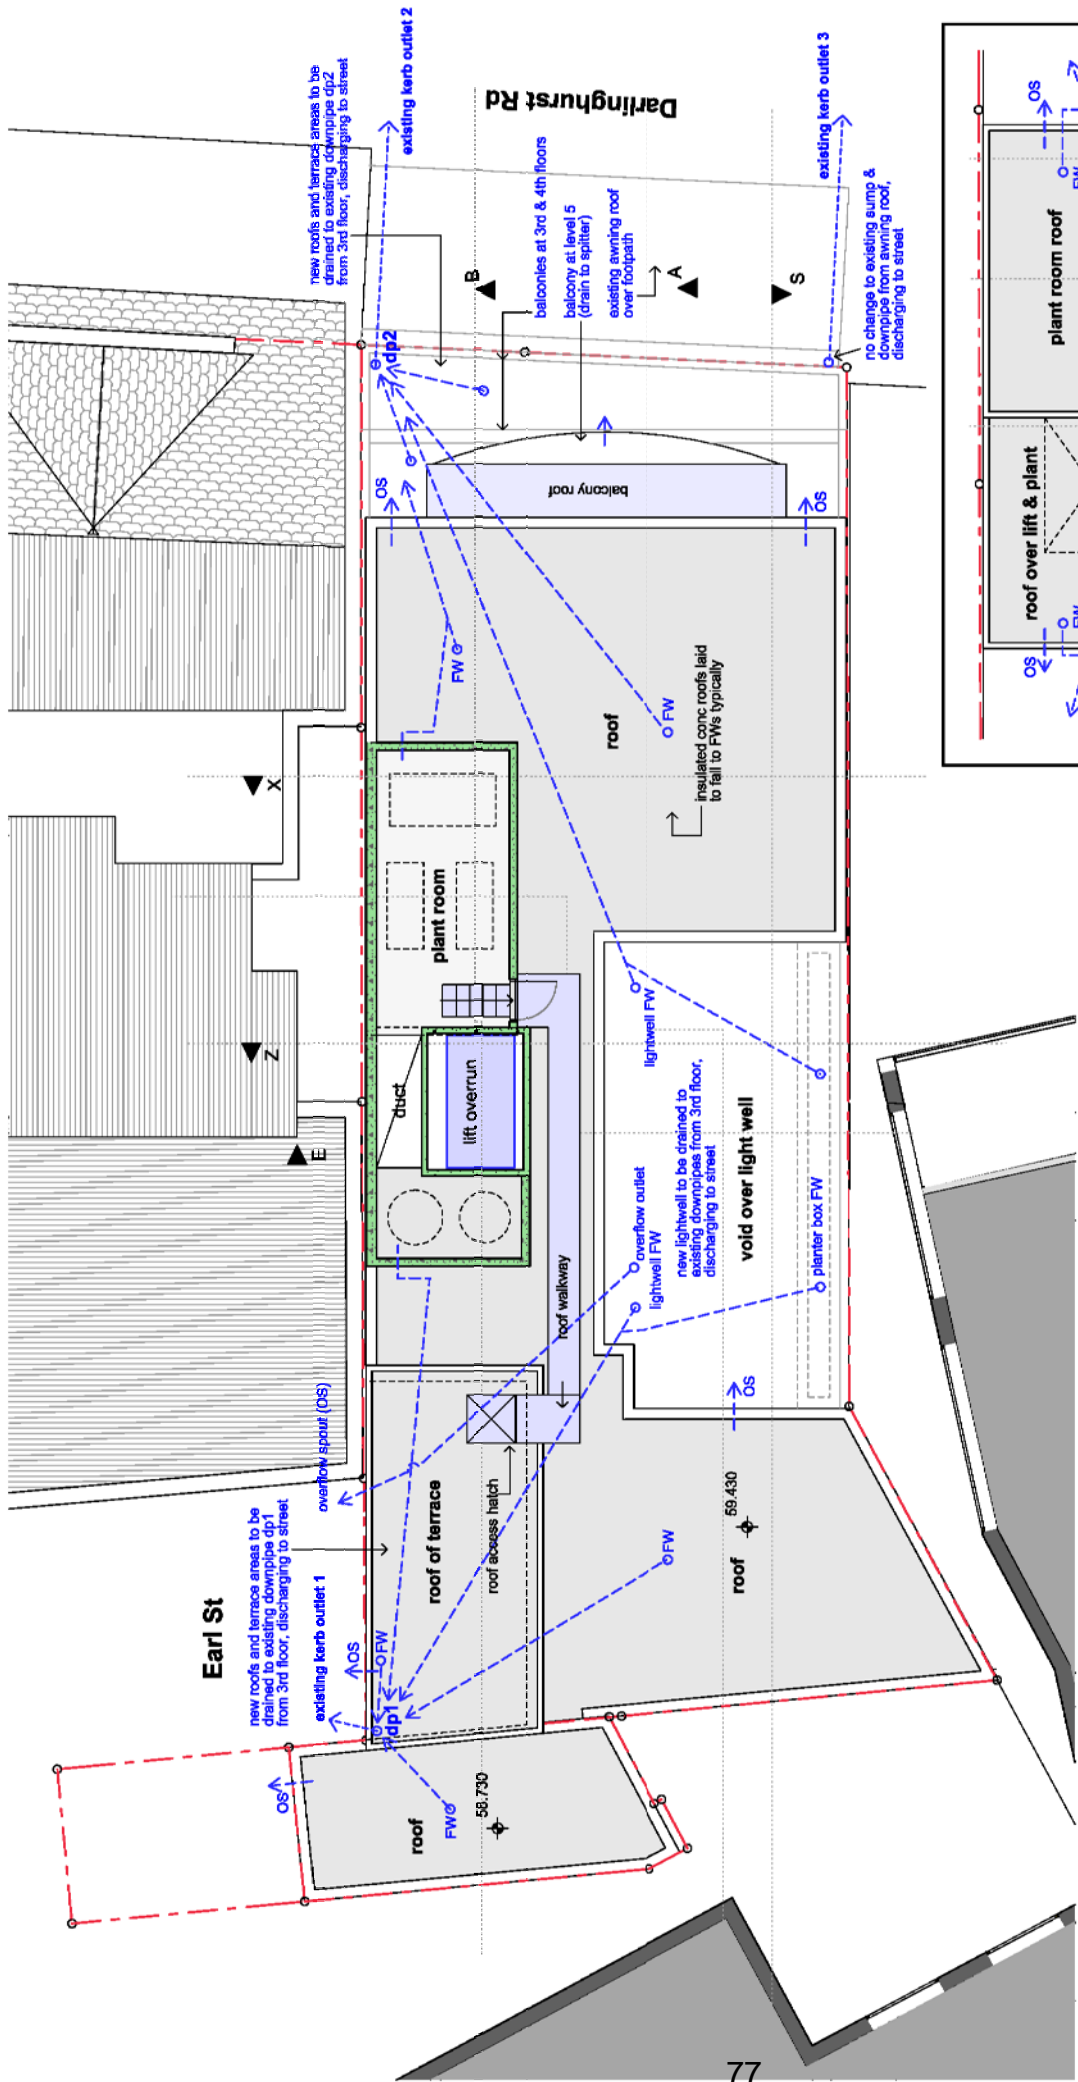 Earl St
new roofs and terrace areas to be
drained to existing downpipe dp1
from 3rd floor, discharging to street
existing kerb outlet 1
overflow spout (OS)
OS
OS
FW
dp1
FW
58.730
roof
roof of terrace
roof access hatch
roof walkway
FW
59.430
roof
OS
overflow outlet
lightwell FW
new lightwell to be drained to
existing downpipes from 3rd floor,
discharging to street
void over light well
planter box FW
lightwell FW
duct
lift overrun
plant room
E
Z
X
FW
FW
roof
insulated conc roofs laid
to fall to FWs typically
OS
OS
balcony roof
dp2
new roofs and terrace areas to be
drained to existing downpipe dp2
from 3rd floor, discharging to street
existing kerb outlet 2
Darlinghurst Rd
balconies at 3rd & 4th floors
balcony at level 5
(drain to spitter)
existing awning roof
over footpath
B
A
S
existing kerb outlet 3
no change to existing sump &
downpipe from awning roof,
discharging to street
OS
FW
roof over lift & plant
plant room roof
OS
FW
77